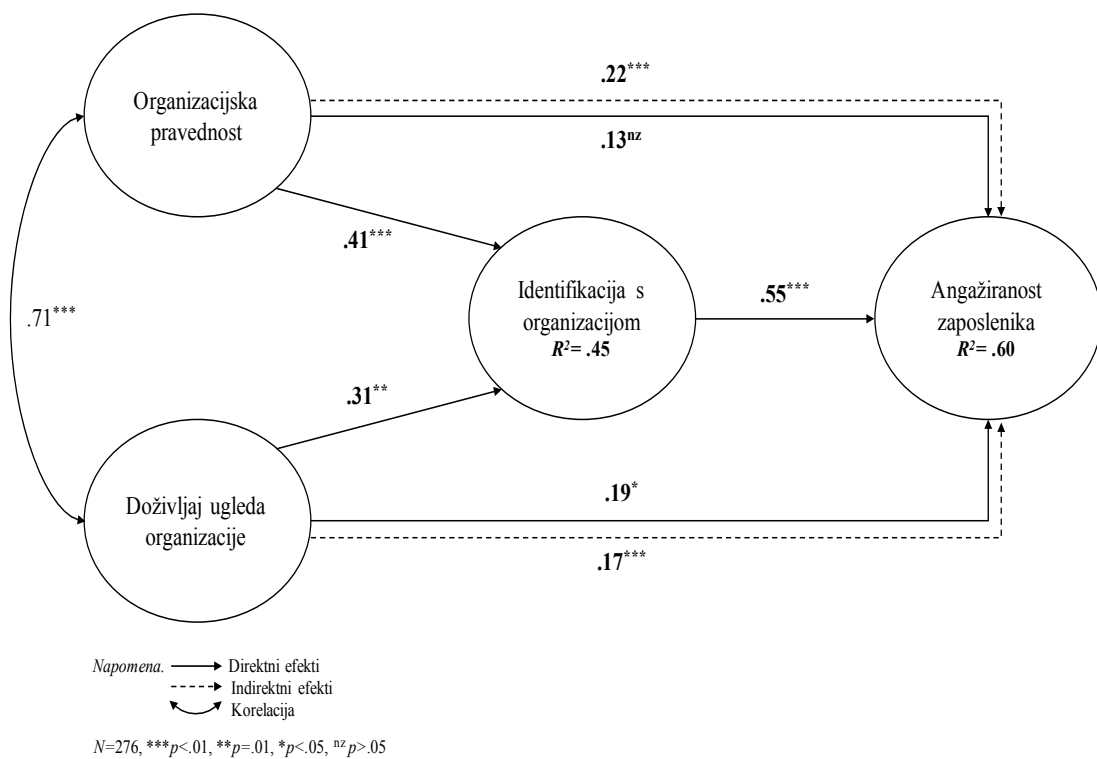 .22***
Organizacijska
pravednost
.13nz
.41***
.71***
Identifikacija s
organizacijom
R²= .45
.55***
Angažiranost
zaposlenika
R²= .60
.31**
Doživljaj ugleda
organizacije
.19*
.17***
Napomena. Direktni efekti
Indirektni efekti
Korelacija
N=276, ***p<.01, **p=.01, *p<.05, nz p>.05